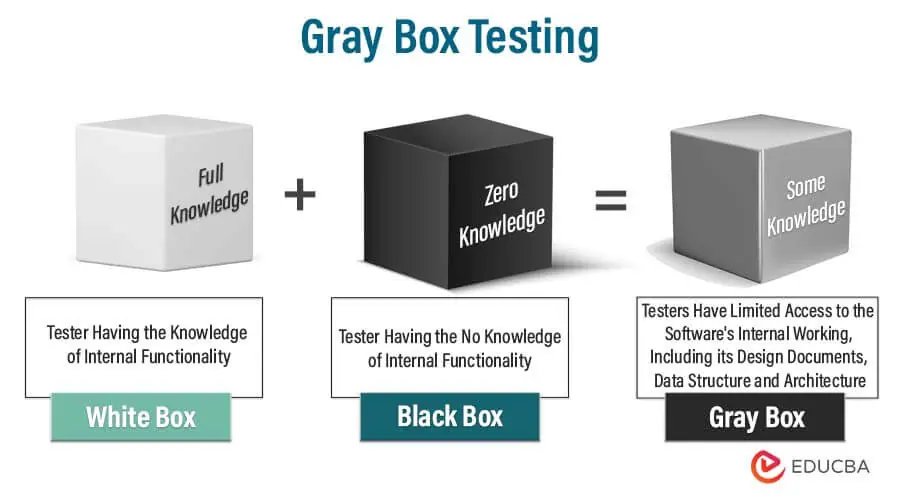 Gray Box Testing
Full
Knowledge
+
Zero
Knowledge
=
Some
Knowledge
Tester Having the Knowledge
of Internal Functionality
White Box
Tester Having the No Knowledge
of Internal Functionality
Black Box
Testers Have Limited Access to the
Software's Internal Working,
Including its Design Documents,
Data Structure and Architecture
Gray Box
EDUCBA